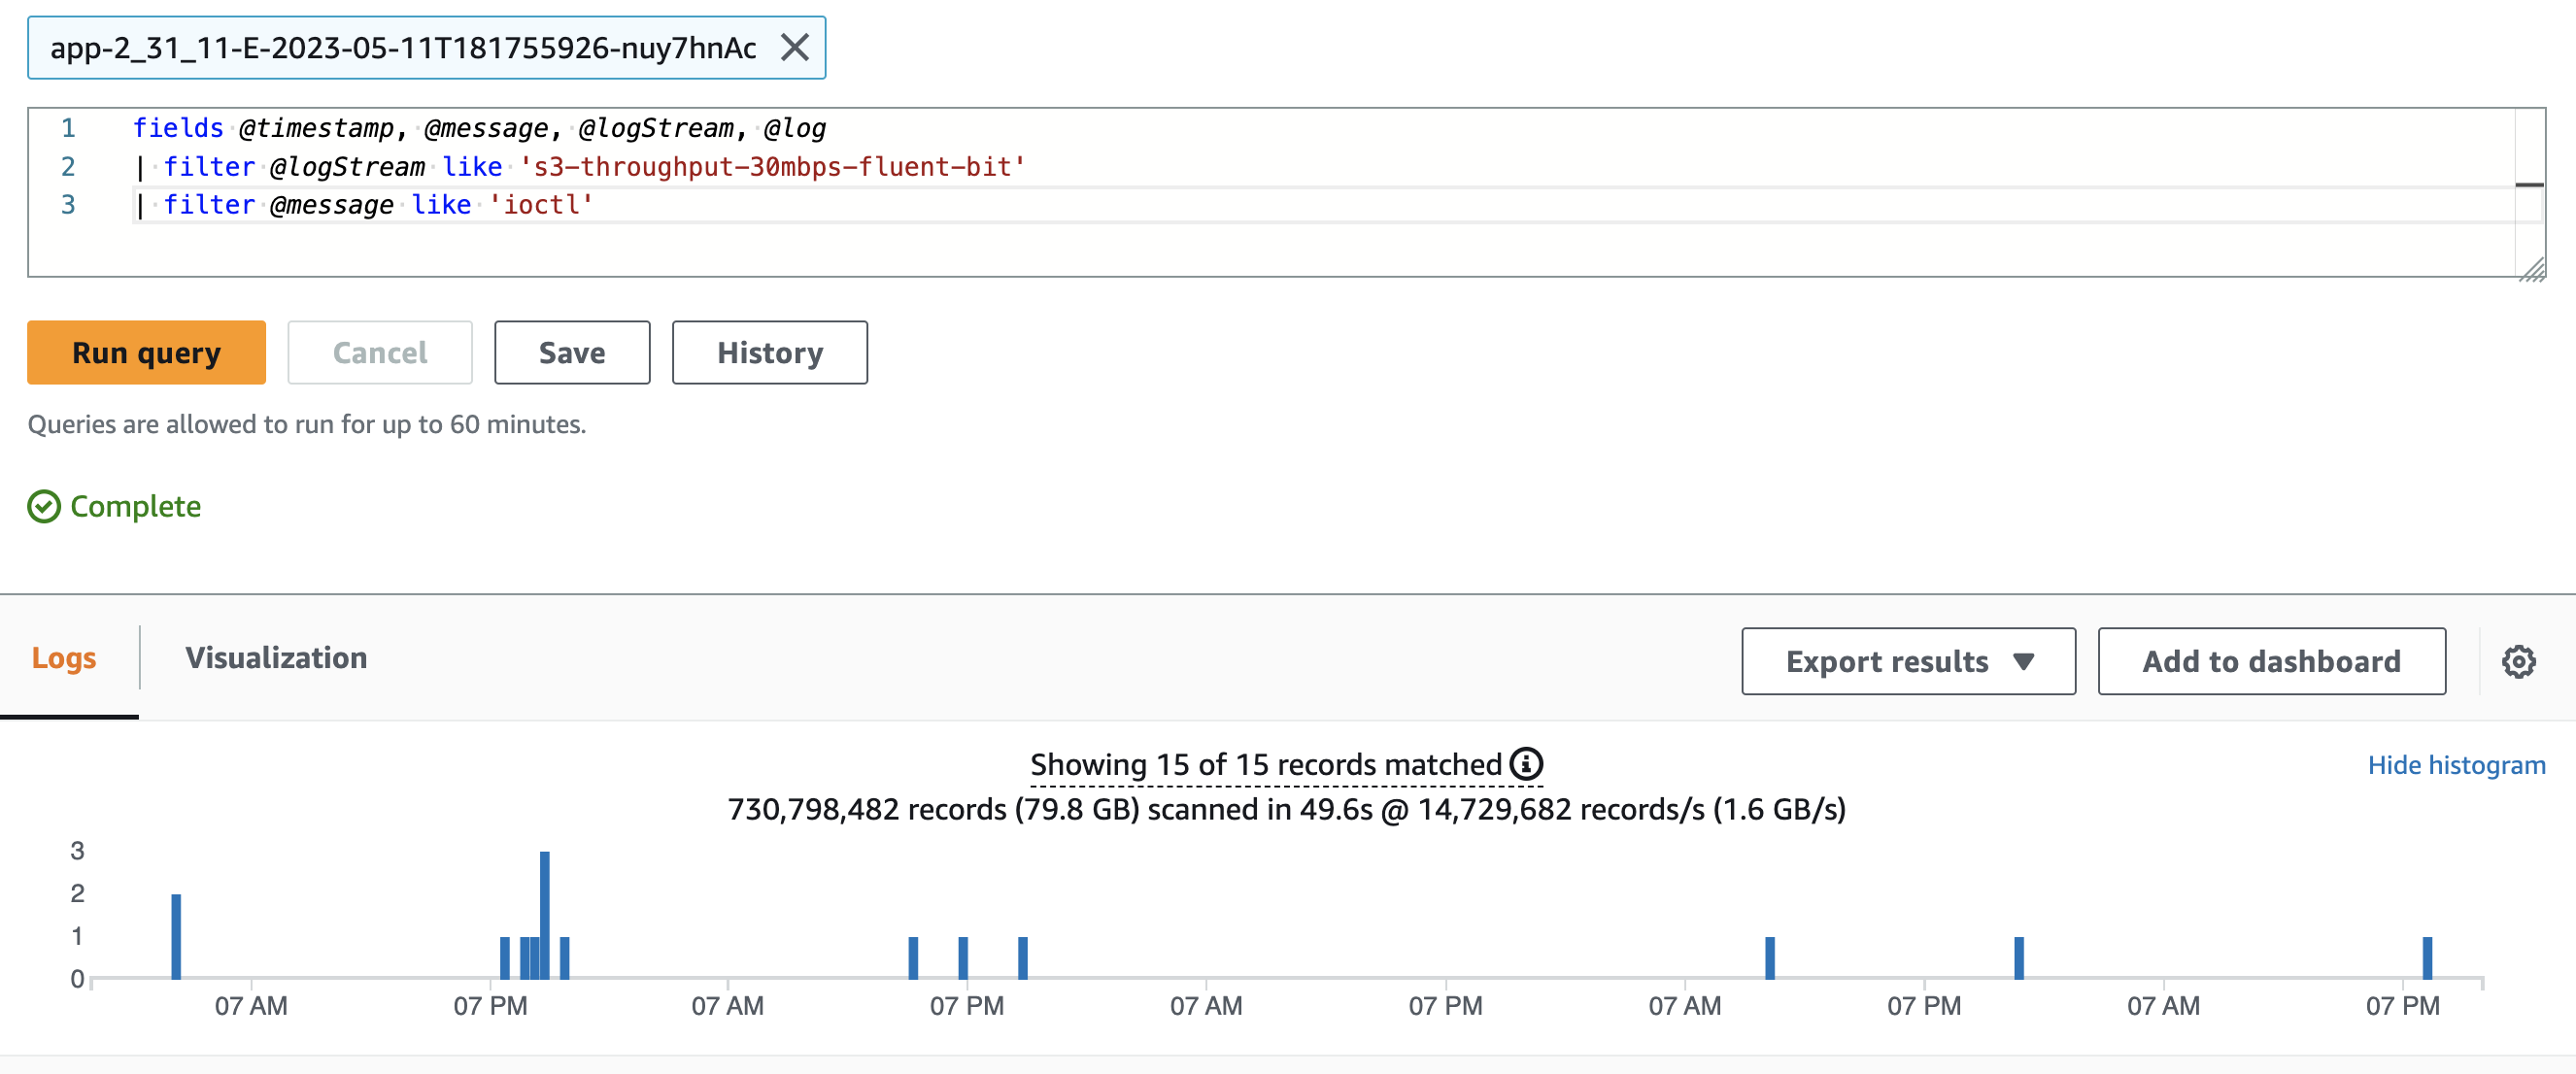 app-2_31_11-E-2023-05-11T181755926-nuy7hnAc
1 fields @timestamp, @message, @logStream, @log
2 | filter @logStream like 's3-throughput-30mbps-fluent-bit'
3 | filter @message like 'ioctl'
Run query Cancel Save History
Queries are allowed to run for up to 60 minutes.
Complete
Logs Visualization Export results Add to dashboard
Showing 15 of 15 records matched
Hide histogram
730,798,482 records (79.8 GB) scanned in 49.6s @ 14,729,682 records/s (1.6 GB/s)
3
2
1
0
07 AM 07 PM 07 AM 07 PM 07 AM 07 PM 07 AM 07 PM 07 AM 07 PM